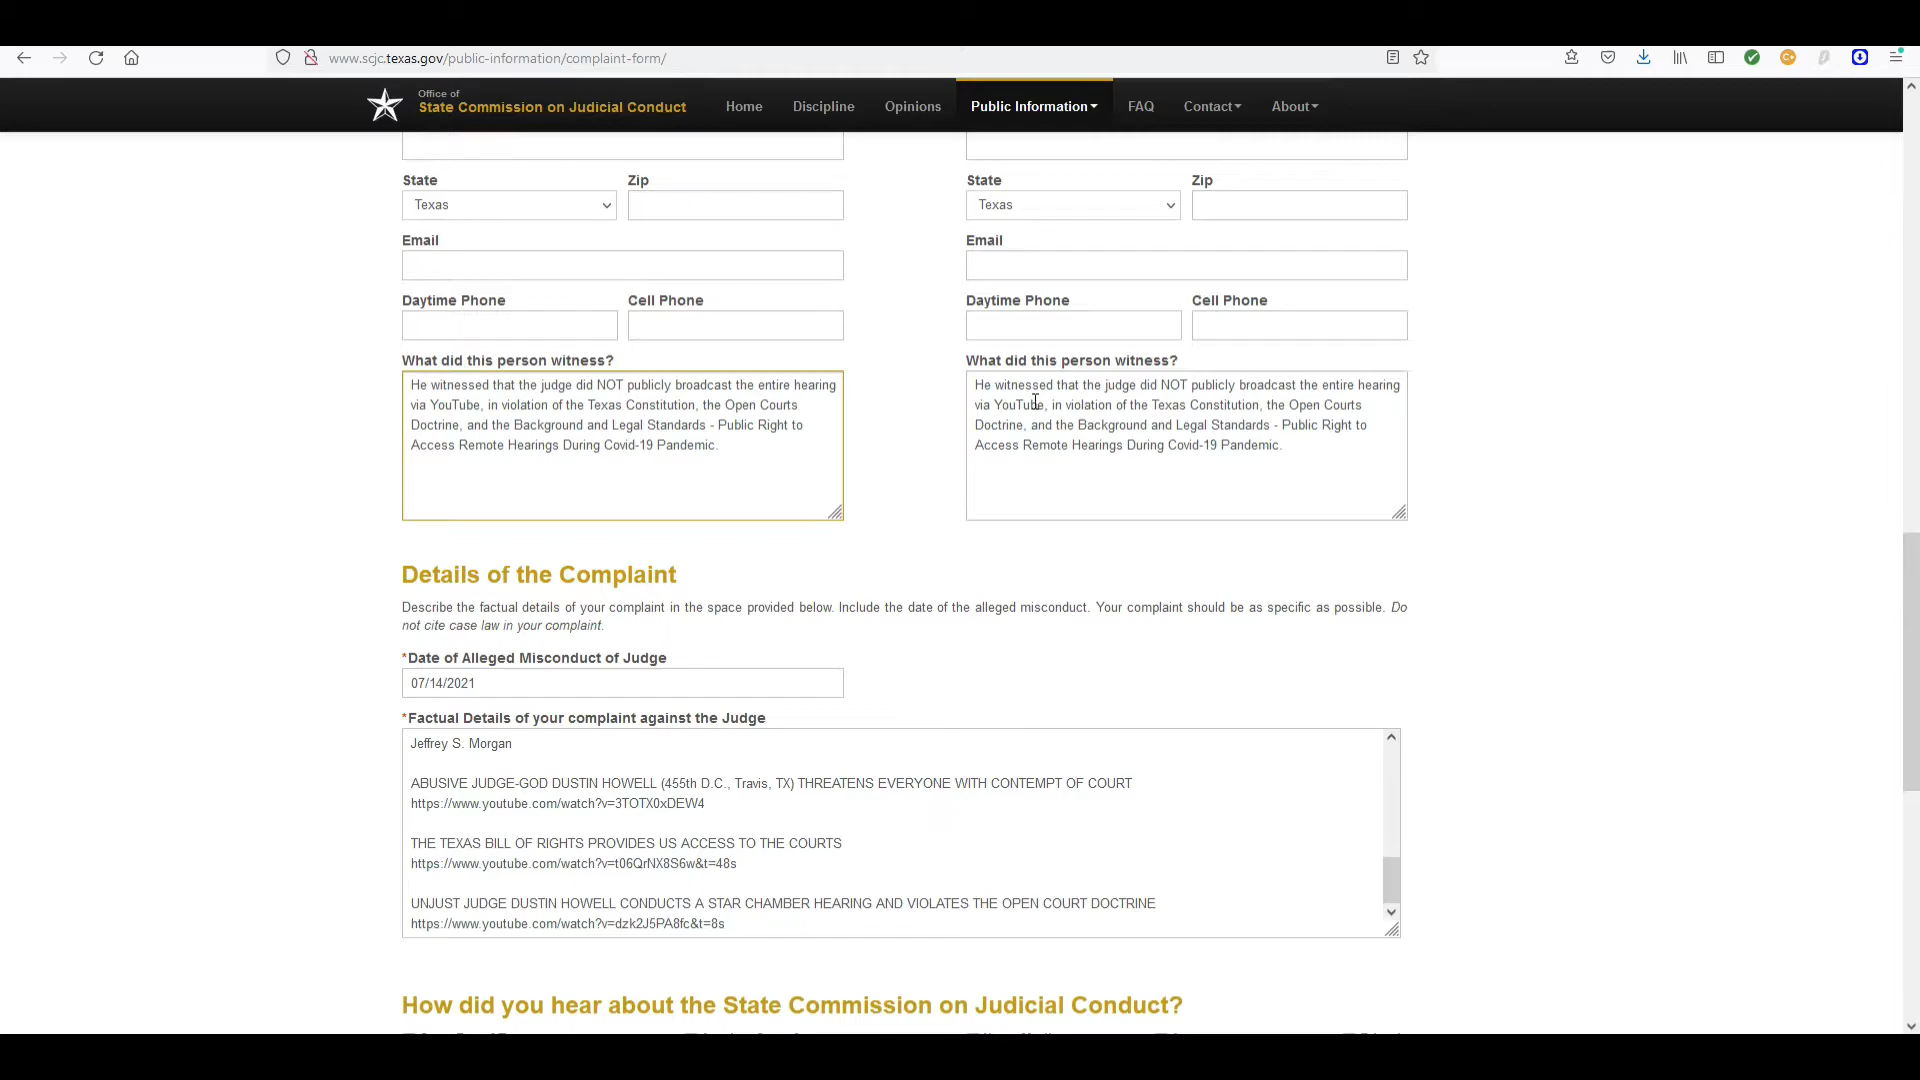 www.scjc.texas.gov/public-information/complaint-form/
Office of
State Commission on Judicial Conduct
Home Discipline Opinions Public Information FAQ Contact About
State Zip State Zip
Texas Texas
Email Email
Daytime Phone Cell Phone Daytime Phone Cell Phone
What did this person witness?
He witnessed that the judge did NOT publicly broadcast the entire hearing
via YouTube, in violation of the Texas Constitution, the Open Courts
Doctrine, and the Background and Legal Standards - Public Right to
Access Remote Hearings During Covid-19 Pandemic.
What did this person witness?
He witnessed that the judge did NOT publicly broadcast the entire hearing
via YouTube, in violation of the Texas Constitution, the Open Courts
Doctrine, and the Background and Legal Standards - Public Right to
Access Remote Hearings During Covid-19 Pandemic.
Details of the Complaint
Describe the factual details of your complaint in the space provided below. Include the date of the alleged misconduct. Your complaint should be as specific as possible. Do
not cite case law in your complaint.
*Date of Alleged Misconduct of Judge
07/14/2021
*Factual Details of your complaint against the Judge
Jeffrey S. Morgan
ABUSIVE JUDGE-GOD DUSTIN HOWELL (455th D.C., Travis, TX) THREATENS EVERYONE WITH CONTEMPT OF COURT
https://www.youtube.com/watch?v=3TOTX0xDEW4
THE TEXAS BILL OF RIGHTS PROVIDES US ACCESS TO THE COURTS
https://www.youtube.com/watch?v=t06QrNX8S6w&t=48s
UNJUST JUDGE DUSTIN HOWELL CONDUCTS A STAR CHAMBER HEARING AND VIOLATES THE OPEN COURT DOCTRINE
https://www.youtube.com/watch?v=dzk2J5PA8fc&t=8s
How did you hear about the State Commission on Judicial Conduct?